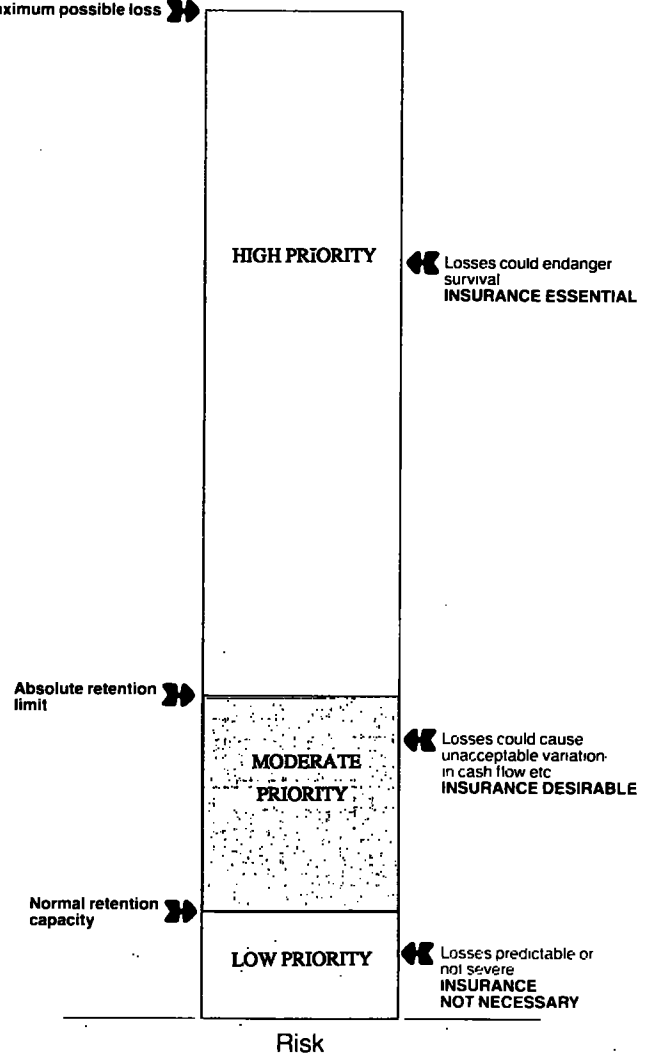 aximum possible loss
HIGH PRIORITY
Losses could endanger
survival
INSURANCE ESSENTIAL
Absolute retention
limit
MODERATE
PRIORITY
Losses could cause
unacceptable variation
in cash flow etc
INSURANCE DESIRABLE
Normal retention
capacity
LOW PRIORITY
Losses predictable or
not severe
INSURANCE
NOT NECESSARY
Risk